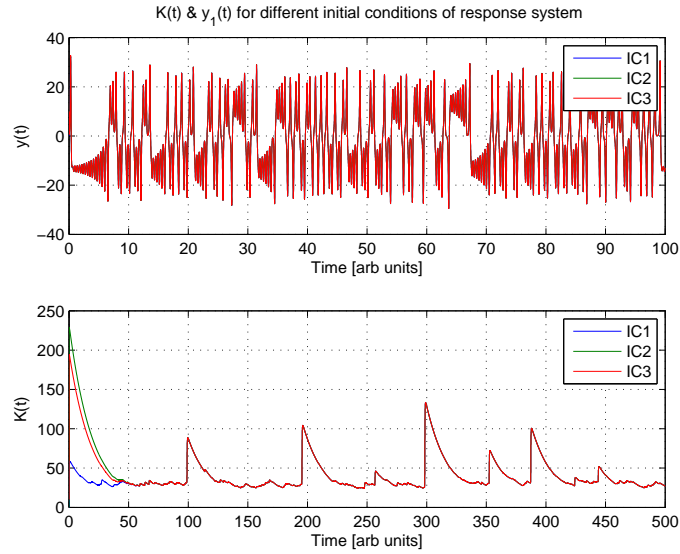 K(t) & y_1(t) for different initial conditions of response system
y(t)
40
20
0
−20
−40
IC1
IC2
IC3
0 10 20 30 40 50 60 70 80 90 100
Time [arb units]
K(t)
250
200
150
100
50
0
IC1
IC2
IC3
0 50 100 150 200 250 300 350 400 450 500
Time [arb units]